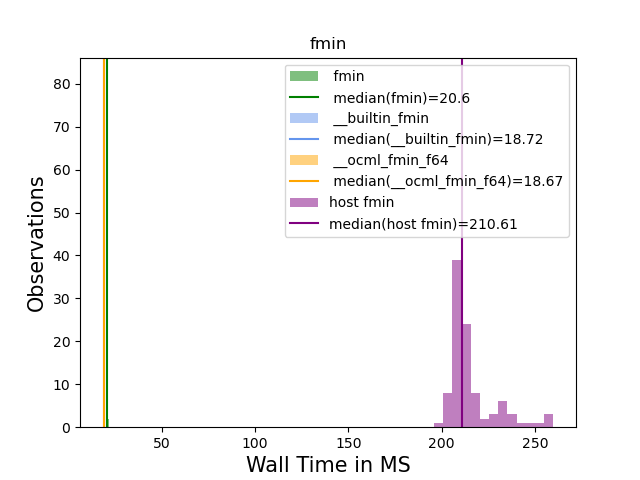 fmin
fmin
median(fmin)=20.6
__builtin_fmin
median(__builtin_fmin)=18.72
__ocml_fmin_f64
median(__ocml_fmin_f64)=18.67
host fmin
median(host fmin)=210.61
Observations
80
70
60
50
40
30
20
10
0
50
100
150
200
250
Wall Time in MS